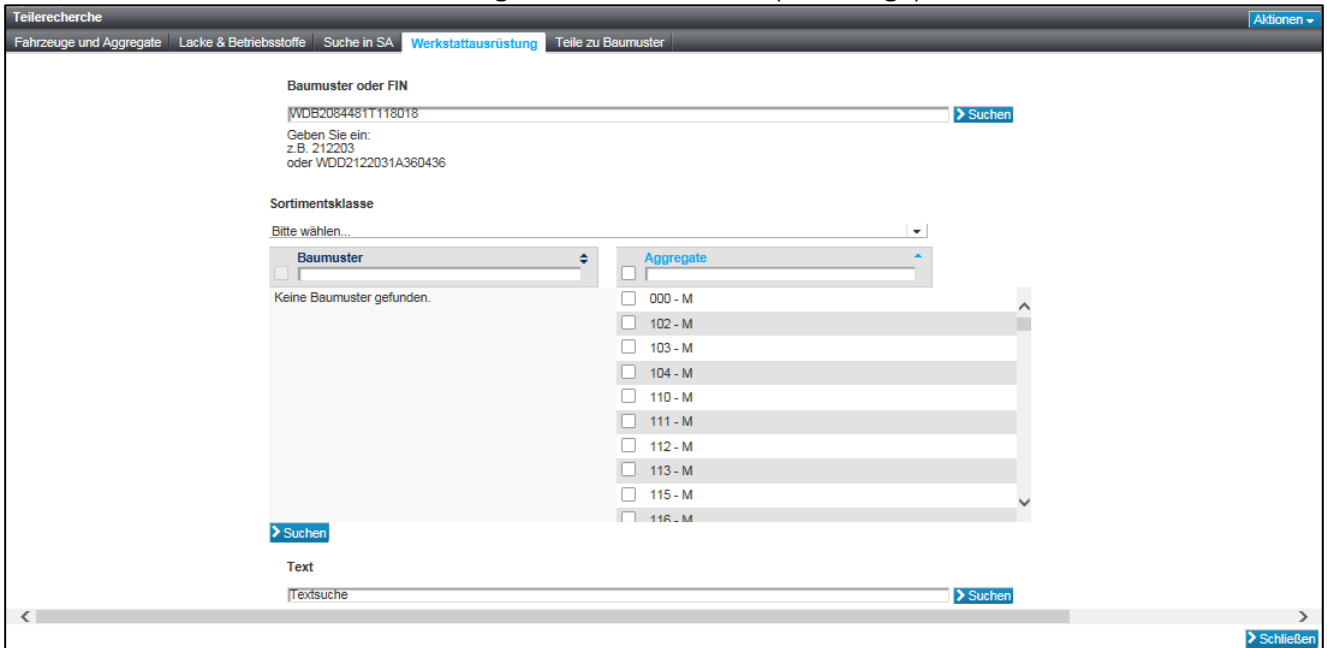 Teilerecherche
Aktionen
Fahrzeuge und Aggregate Lacke & Betriebsstoffe Suche in SA Werkstattausrüstung Teile zu Baumuster
Baumuster oder FIN
WDB2084481T118018 Suchen
Geben Sie ein:
z.B. 212203
oder WDD2122031A360436
Sortimentsklasse
Bitte wählen...
Baumuster Aggregate
Keine Baumuster gefunden.
000 - M
102 - M
103 - M
104 - M
110 - M
111 - M
112 - M
113 - M
115 - M
116 - M
Suchen
Text
Textsuche Suchen
Schließen